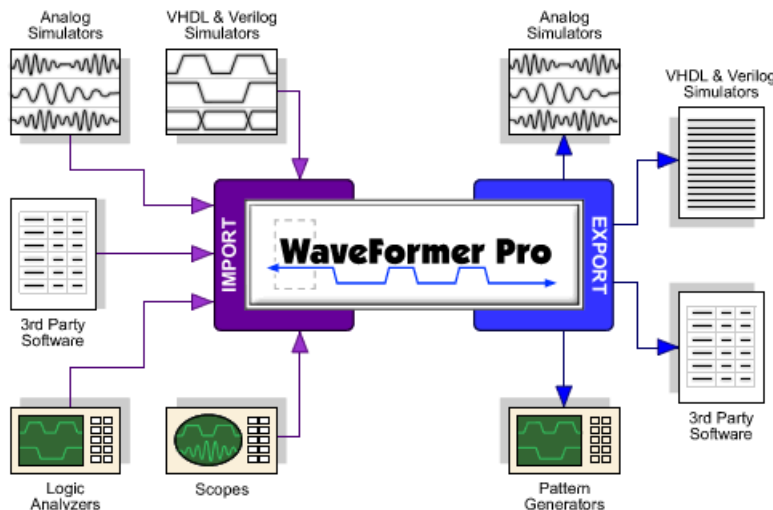 Analog
Simulators
VHDL & Verilog
Simulators
Analog
Simulators
VHDL & Verilog
Simulators
IMPORT
WaveFormer Pro
EXPORT
3rd Party
Software
3rd Party
Software
Logic
Analyzers
Scopes
Pattern
Generators